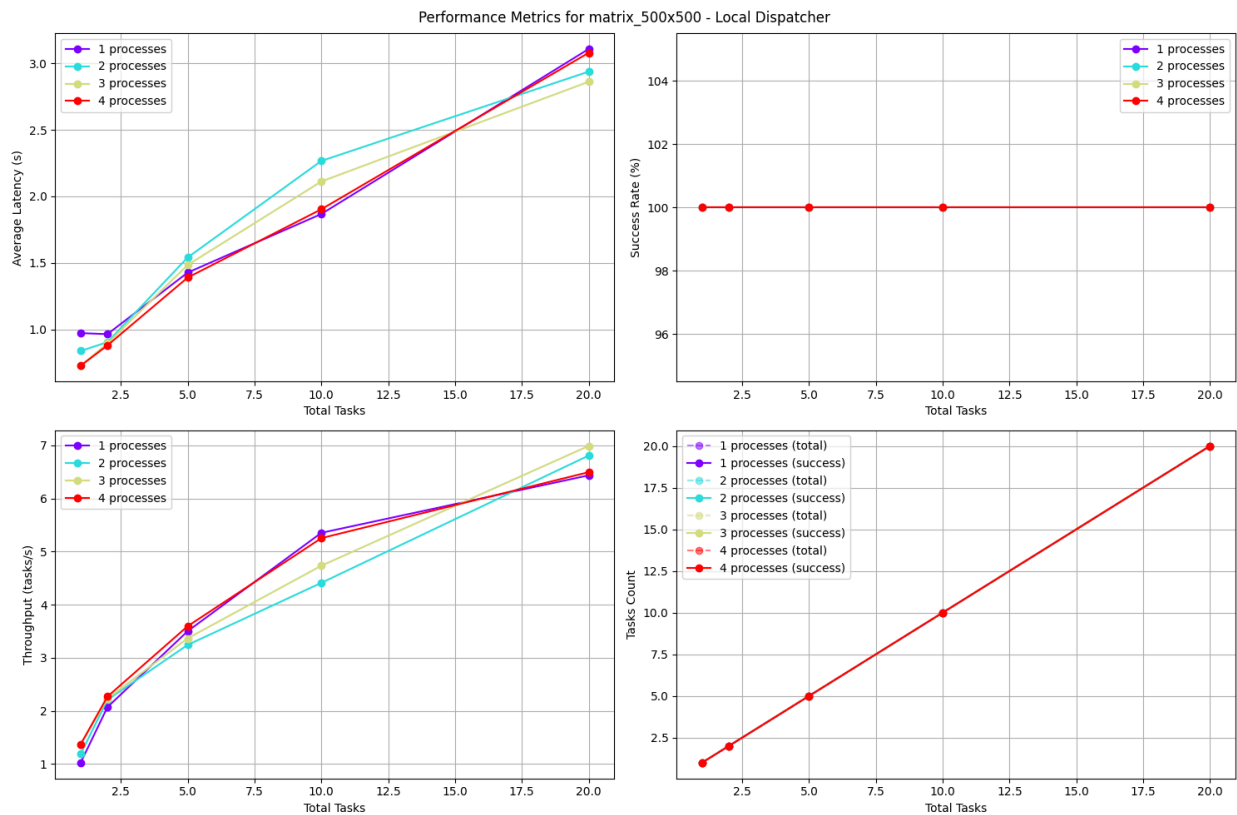 Performance Metrics for matrix_500x500 - Local Dispatcher
1 processes
2 processes
3 processes
4 processes
3.0
2.5
2.0
1.5
1.0
Average Latency (s)
2.5 5.0 7.5 10.0 12.5 15.0 17.5 20.0
Total Tasks
1 processes
2 processes
3 processes
4 processes
104
102
100
98
96
Success Rate (%)
2.5 5.0 7.5 10.0 12.5 15.0 17.5 20.0
Total Tasks
1 processes
2 processes
3 processes
4 processes
7
6
5
4
3
2
1
Throughput (tasks/s)
2.5 5.0 7.5 10.0 12.5 15.0 17.5 20.0
Total Tasks
1 processes (total)
1 processes (success)
2 processes (total)
2 processes (success)
3 processes (total)
3 processes (success)
4 processes (total)
4 processes (success)
20.0
17.5
15.0
12.5
10.0
7.5
5.0
2.5
Tasks Count
2.5 5.0 7.5 10.0 12.5 15.0 17.5 20.0
Total Tasks